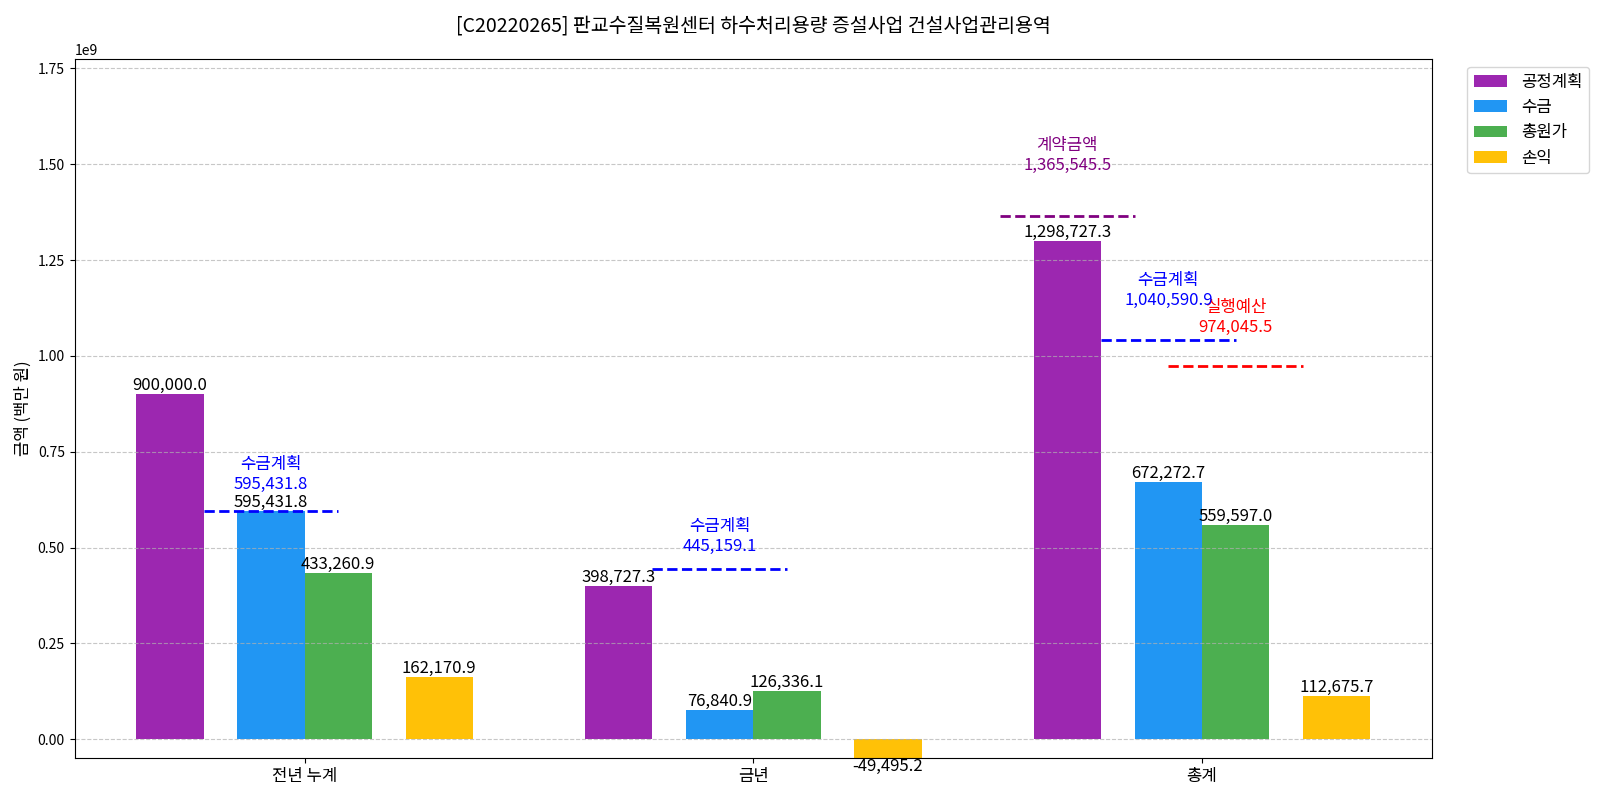 [C20220265] 판교수질복원센터 하수처리용량 증설사업 건설사업관리용역
1e9
1.75
1.50
1.25
1.00
0.75
0.50
0.25
0.00
금액 (백만 원)
900,000.0
수금계획
595,431.8
595,431.8
433,260.9
162,170.9
398,727.3
수금계획
445,159.1
76,840.9
126,336.1
-49,495.2
계약금액
1,365,545.5
1,298,727.3
수금계획
1,040,590.9
실행예산
974,045.5
672,272.7
559,597.0
112,675.7
전년 누계
금년
총계
공정계획
수금
총원가
손익